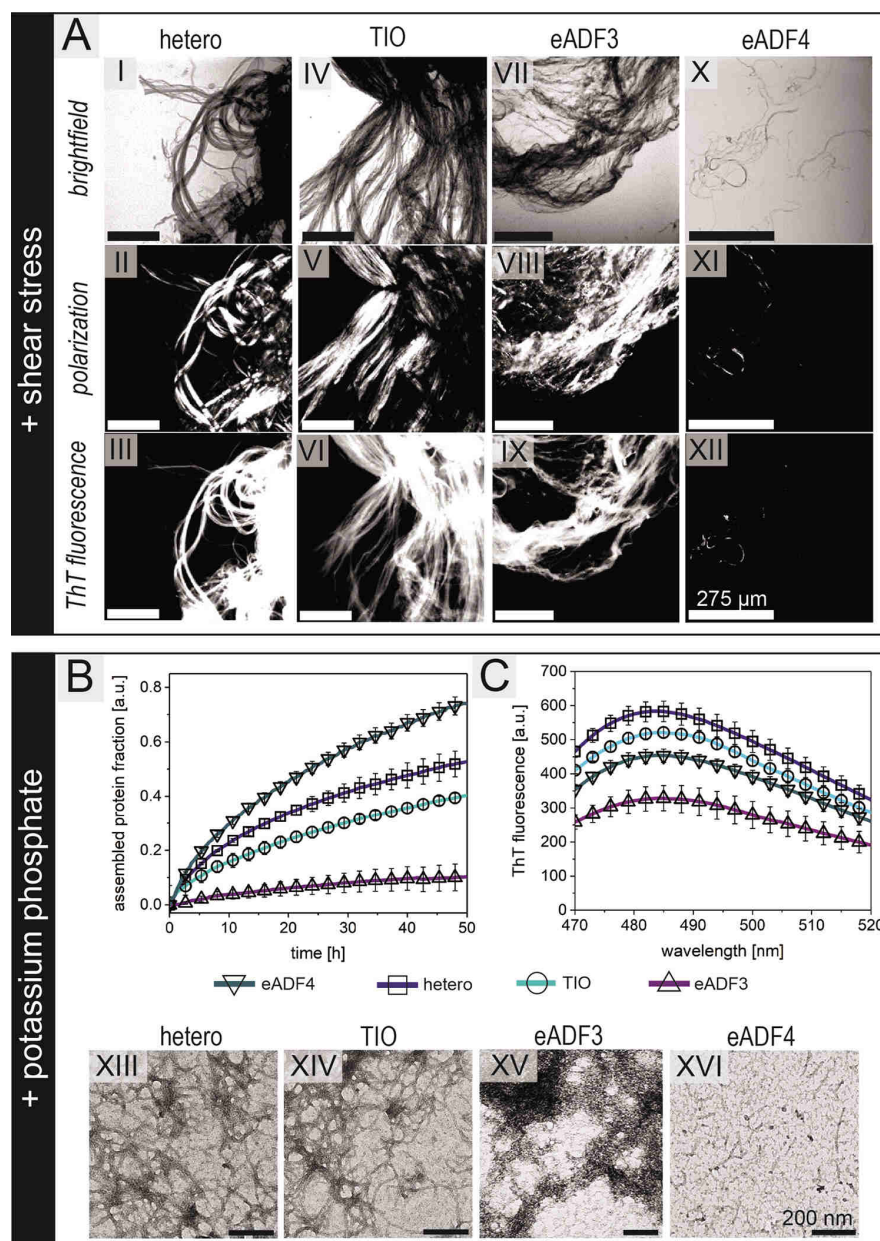 + shear stress
A
hetero TIO eADF3 eADF4
brightfield
I IV VII X
polarization
II V VIII XI
ThT fluorescence
III VI IX XII
275 µm
+ potassium phosphate
B
assembled protein fraction [a.u.]
0.8
0.6
0.4
0.2
0.0
0 10 20 30 40 50
time [h]
C
ThT fluorescence [a.u.]
700
600
500
400
300
200
100
0
470 480 490 500 510 520
wavelength [nm]
eADF4 hetero TIO eADF3
hetero TIO eADF3 eADF4
XIII XIV XV XVI
200 nm